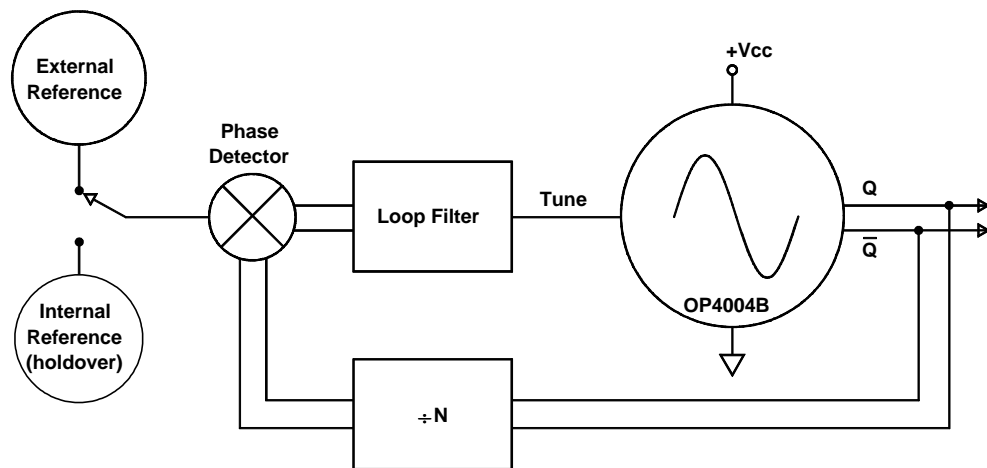 External
Reference
Phase
Detector
+Vcc
Loop Filter
Tune
Q
Q̅
OP4004B
Internal
Reference
(holdover)
÷N